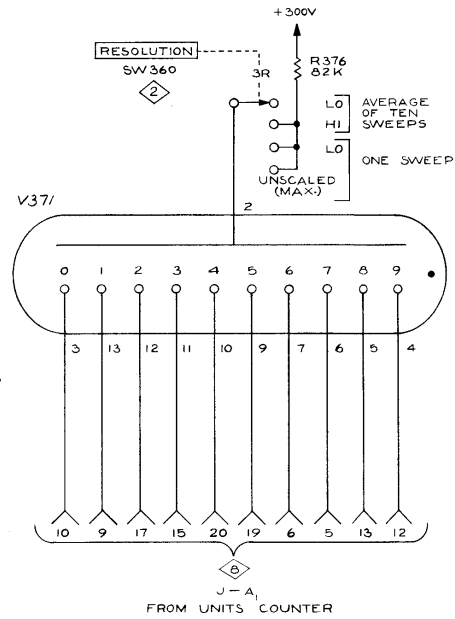 +300V
RESOLUTION
SW360
2
3R
R376
82K
LO
HI
AVERAGE
OF TEN
SWEEPS
LO
ONE SWEEP
UNSCALED
(MAX.)
V371
2
0 1 2 3 4 5 6 7 8 9
3 13 12 11 10 9 7 6 5 4
10 9 17 15 20 19 6 5 13 12
8
J-A1
FROM UNITS COUNTER